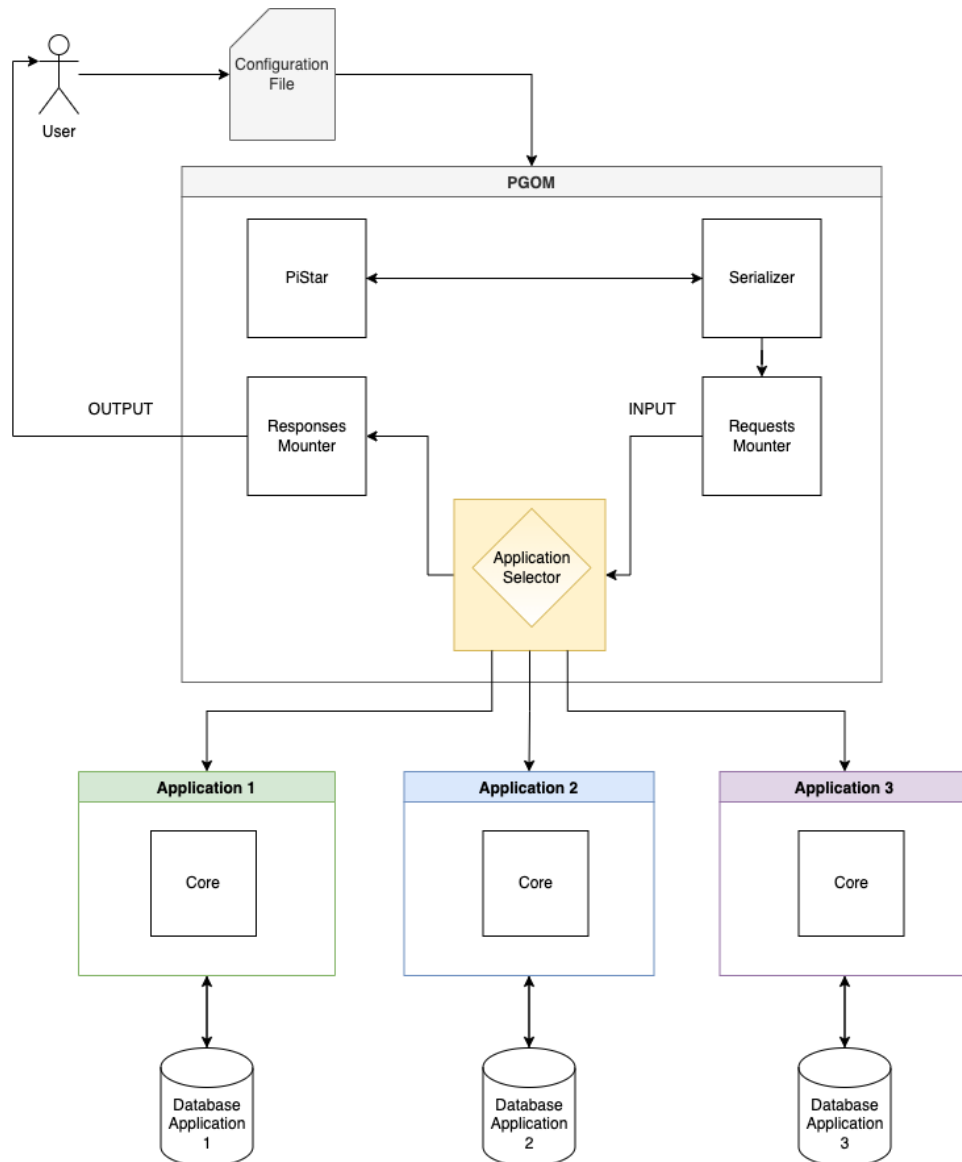 Configuration
File
User
PGOM
PiStar
Serializer
OUTPUT
Responses
Mounter
INPUT
Requests
Mounter
Application
Selector
Application 1
Application 2
Application 3
Core
Core
Core
Database
Application
1
Database
Application
2
Database
Application
3